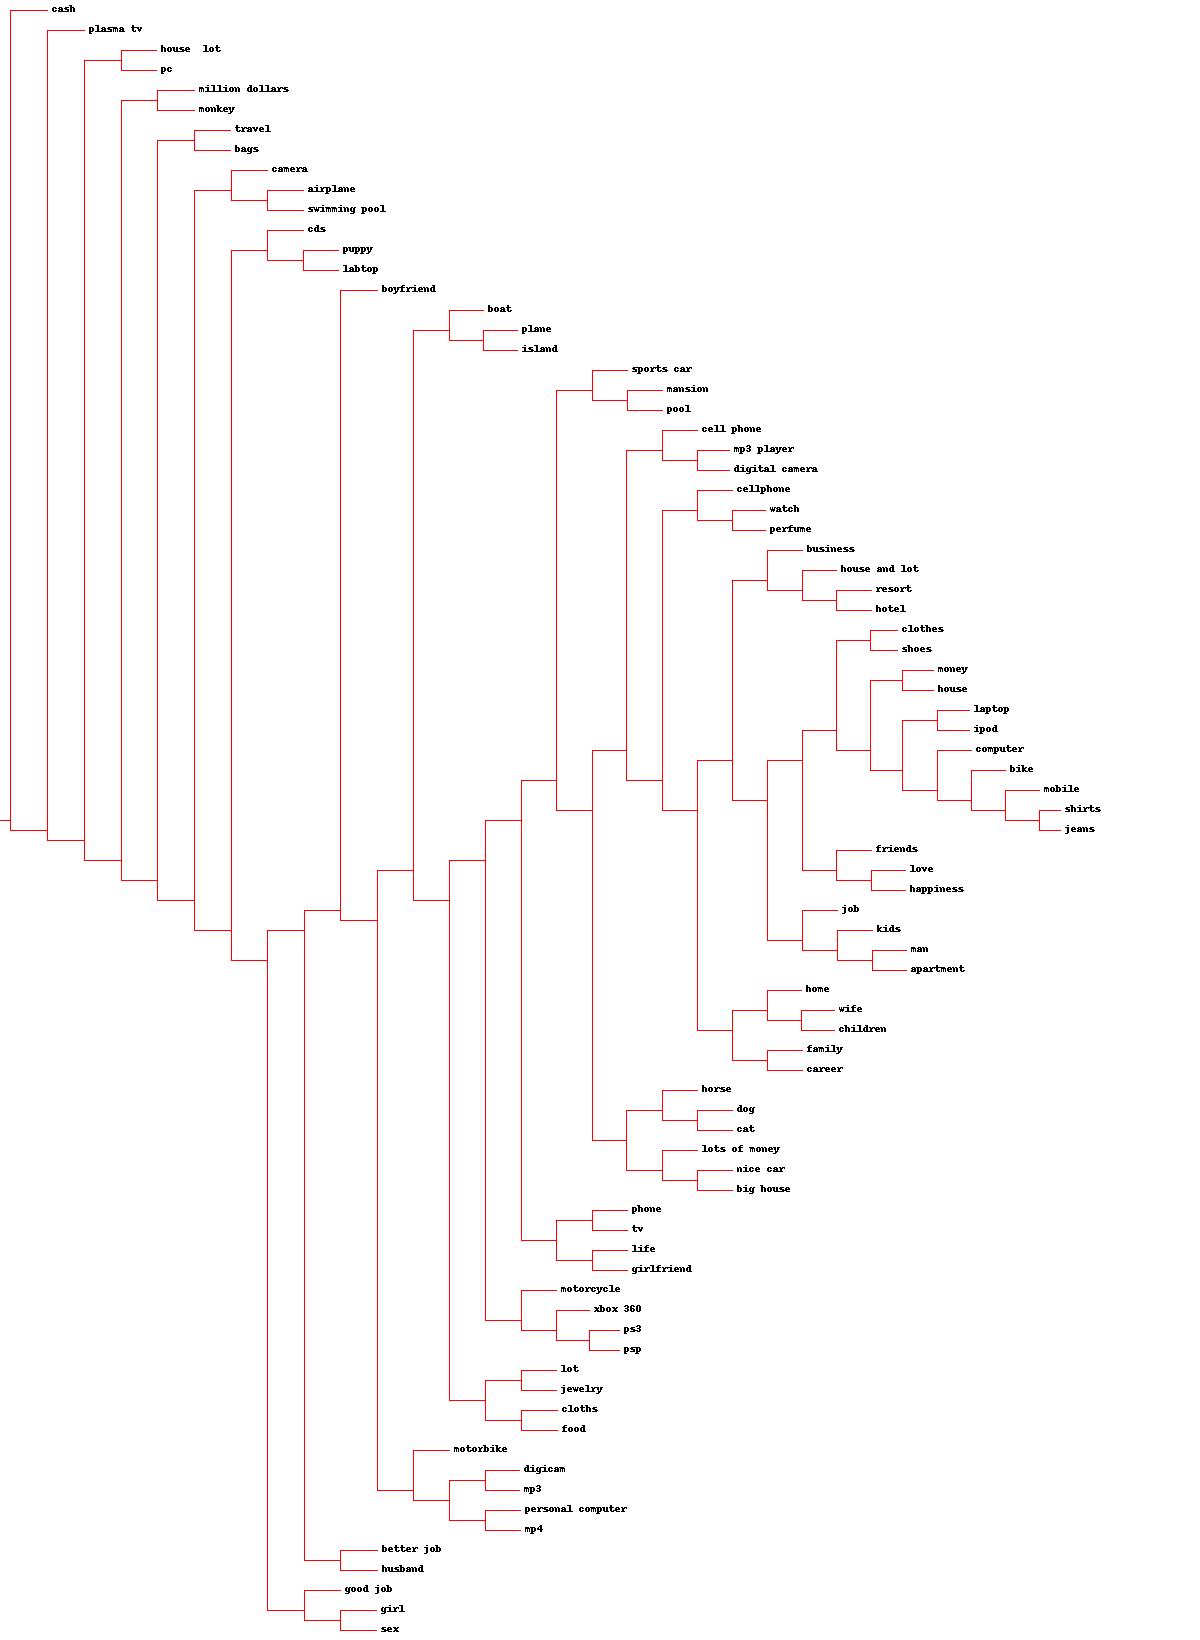 cash
plasma tv
house  lot
pc
million dollars
monkey
travel
bags
camera
airplane
swimming pool
cds
puppy
labtop
boyfriend
boat
plane
island
sports car
mansion
pool
cell phone
mp3 player
digital camera
cellphone
watch
perfume
business
house and lot
resort
hotel
clothes
shoes
money
house
laptop
ipod
computer
bike
mobile
shirts
jeans
friends
love
happiness
job
kids
man
apartment
home
wife
children
family
career
horse
dog
cat
lots of money
nice car
big house
phone
tv
life
girlfriend
motorcycle
xbox 360
ps3
psp
lot
jewelry
cloths
food
motorbike
digicam
mp3
personal computer
mp4
better job
husband
good job
girl
sex